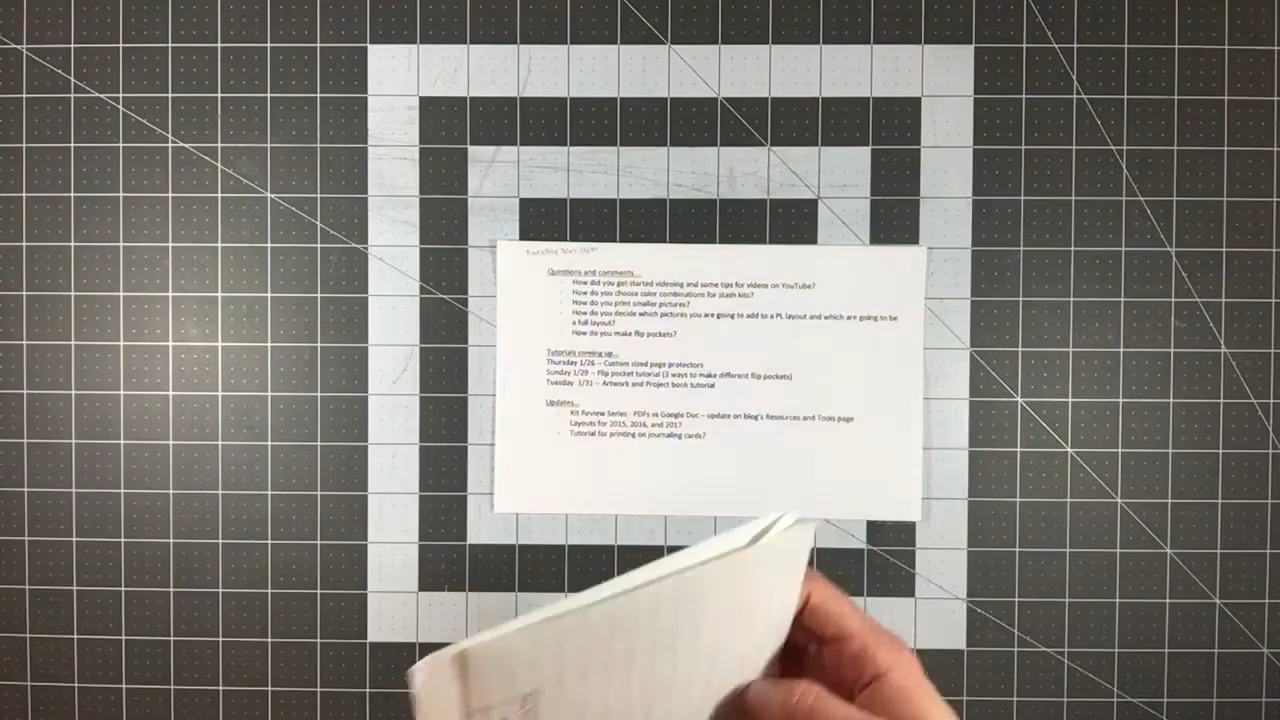 Questions and comments...
- How did you get started videoing and some tips for videos on YouTube?
- How do you choose color combinations for stash kits?
- How do you print smaller pictures?
- How do you decide which pictures you are going to add to a PL layout and which are going to be
a full layout?
How do you make flip pockets?
Tutorials coming up...
Thursday 1/26 – Custom sized page protectors
Sunday 1/29 – Flip pocket tutorial (3 ways to make different flip pockets)
Tuesday 1/31 – Artwork and Project book tutorial
Updates...
- Kit Review Series - PDFs vs Google Doc – update on blog's Resources and Tools page
Layouts for 2015, 2016, and 2017
- Tutorial for printing on journaling cards?